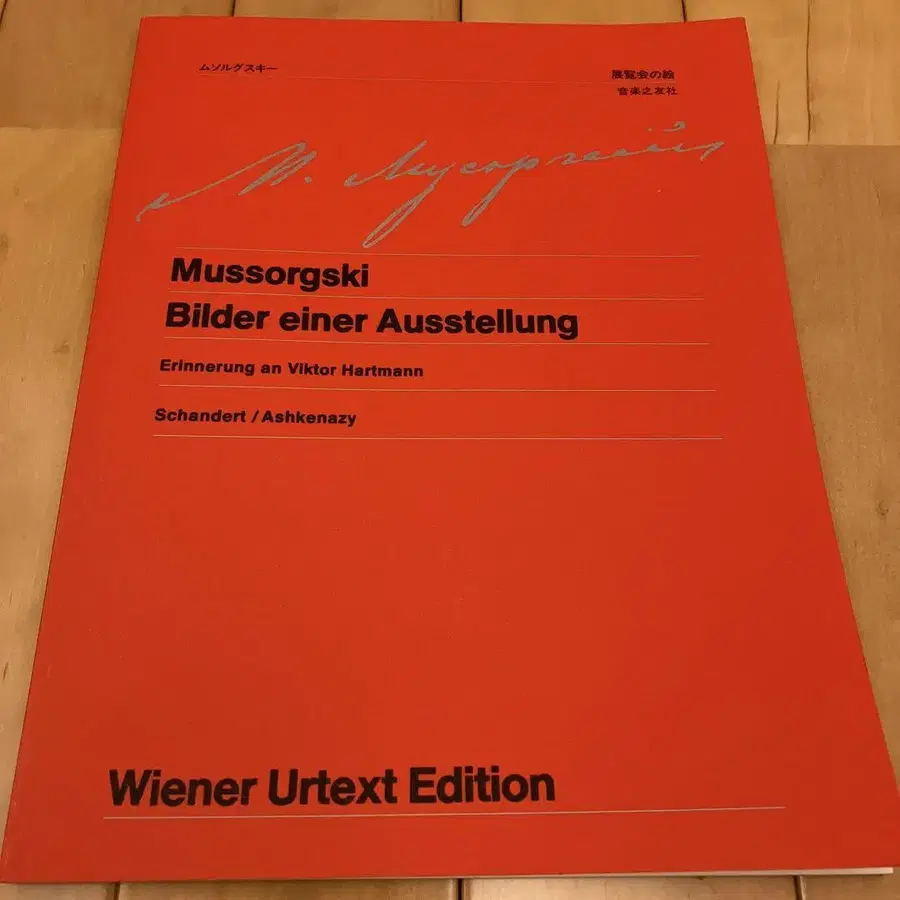 ムソルグスキー
展覧会の絵
音楽之友社
М. Мусоргскій
Mussorgski
Bilder einer Ausstellung
Erinnerung an Viktor Hartmann
Schandert / Ashkenazy
Wiener Urtext Edition